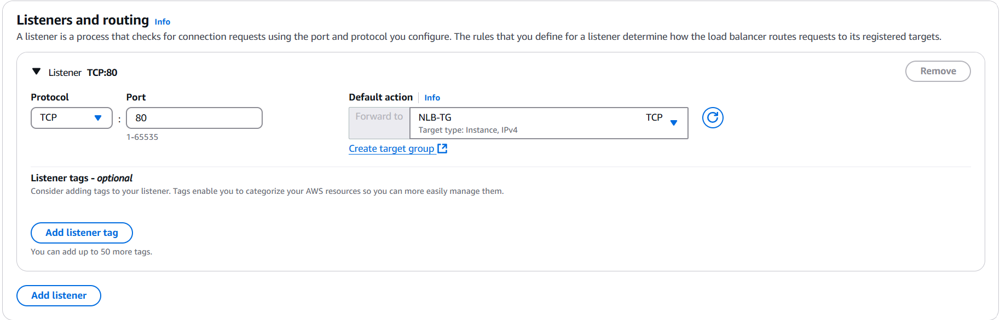 Listeners and routing Info
A listener is a process that checks for connection requests using the port and protocol you configure. The rules that you define for a listener determine how the load balancer routes requests to its registered targets.
Listener TCP:80
Remove
Protocol Port Default action Info
TCP : 80 Forward to NLB-TG TCP
Target type: Instance, IPv4
1-65535
Create target group
Listener tags - optional
Consider adding tags to your listener. Tags enable you to categorize your AWS resources so you can more easily manage them.
Add listener tag
You can add up to 50 more tags.
Add listener